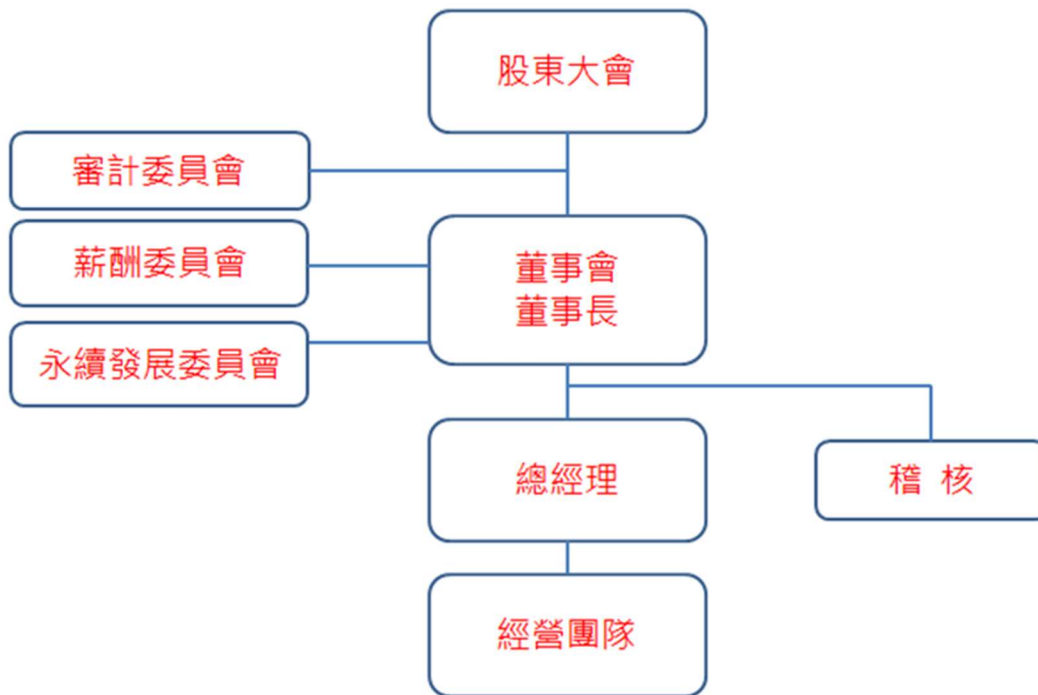 股東大會
審計委員會
薪酬委員會
董事會
董事長
永續發展委員會
總經理
稽 核
經營團隊